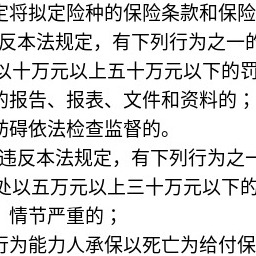 定将拟定险种的保险条款和保险
反本法规定，有下列行为之一的
以十万元以上五十万元以下的罚
的报告、报表、文件和资料的；
妨碍依法检查监督的。
违反本法规定，有下列行为之一
处以五万元以上三十万元以下的
情节严重的；
行为能力人承保以死亡为给付保